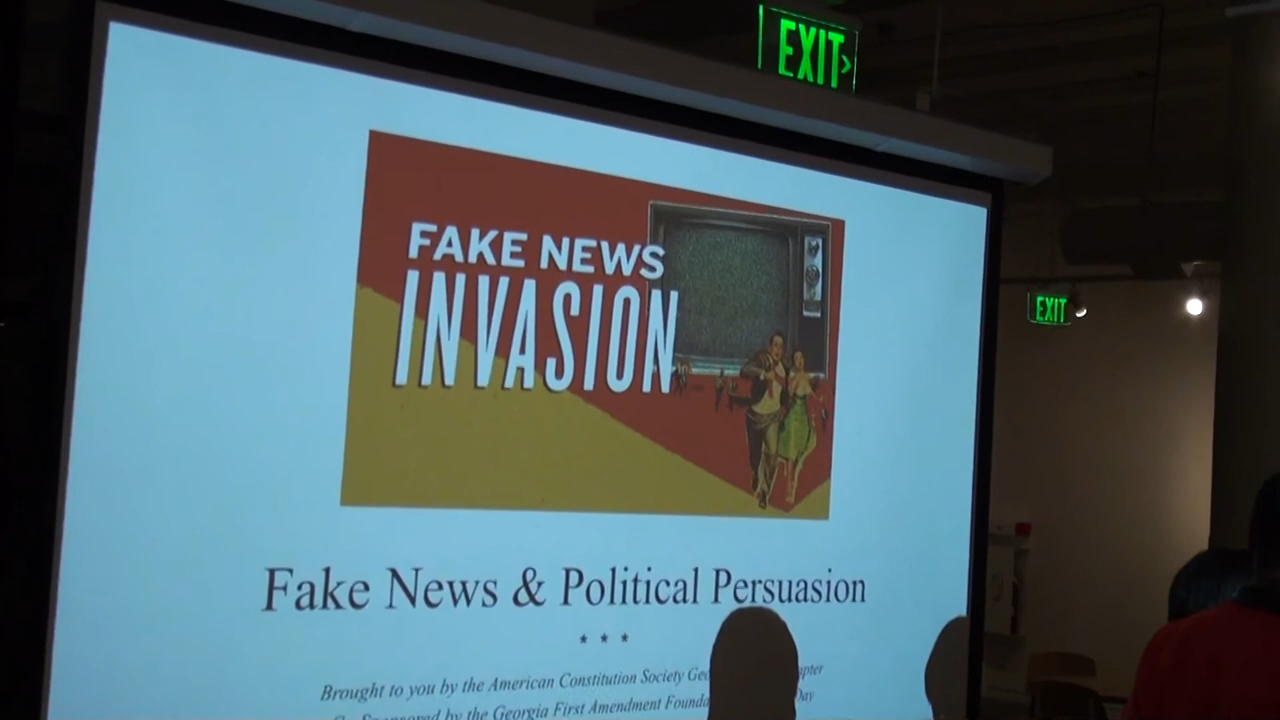 EXIT
FAKE NEWS
INVASION
EXIT
Fake News & Political Persuasion
* * *
Brought to you by the American Constitution Society
Sponsored by the Georgia First Amendment
Day